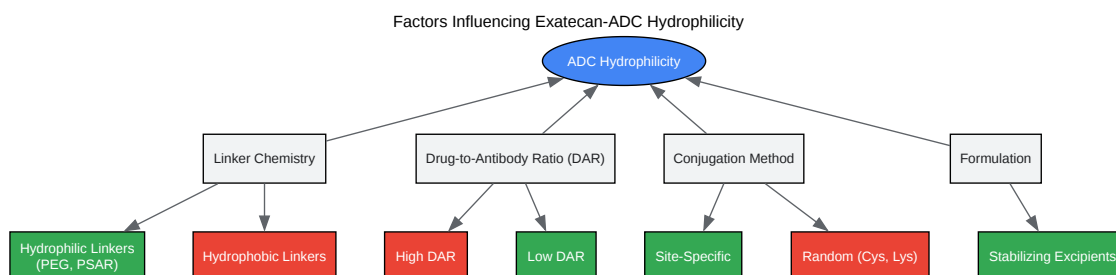 Factors Influencing Exatecan-ADC Hydrophilicity
ADC Hydrophilicity
Linker Chemistry
Drug-to-Antibody Ratio (DAR)
Conjugation Method
Formulation
Hydrophilic Linkers
(PEG, PSAR)
Hydrophobic Linkers
High DAR
Low DAR
Site-Specific
Random (Cys, Lys)
Stabilizing Excipients